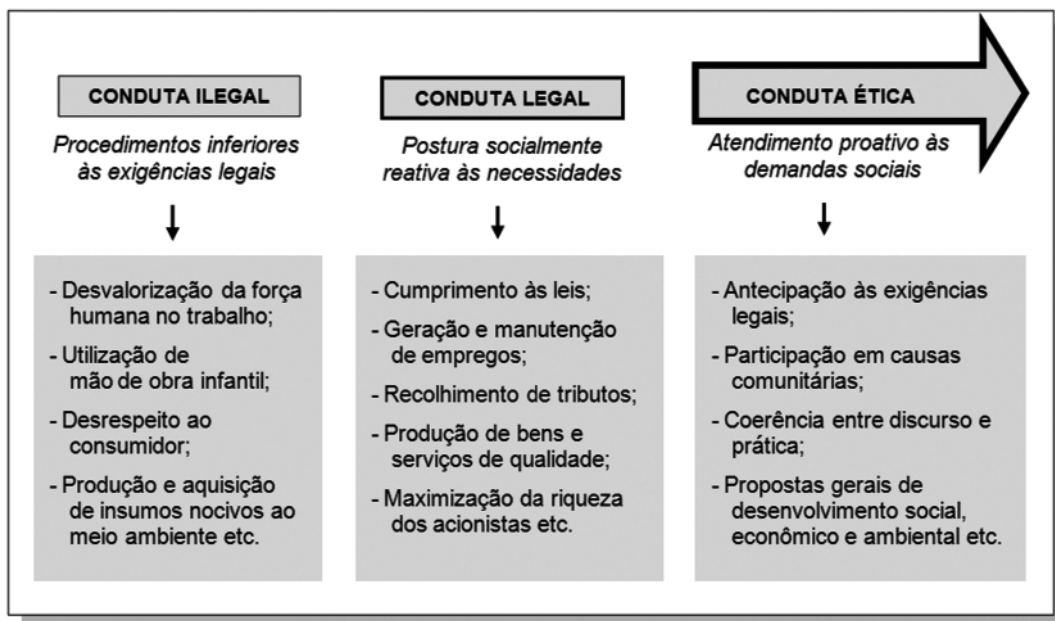 CONDUTA ILEGAL
Procedimentos inferiores
às exigências legais
- Desvalorização da força
humana no trabalho;
- Utilização de
mão de obra infantil;
- Desrespeito ao
consumidor;
- Produção e aquisição
de insumos nocivos ao
meio ambiente etc.
CONDUTA LEGAL
Postura socialmente
reativa às necessidades
- Cumprimento às leis;
- Geração e manutenção
de empregos;
- Recolhimento de tributos;
- Produção de bens e
serviços de qualidade;
- Maximização da riqueza
dos acionistas etc.
CONDUTA ÉTICA
Atendimento proativo às
demandas sociais
- Antecipação às exigências
legais;
- Participação em causas
comunitárias;
- Coerência entre discurso e
prática;
- Propostas gerais de
desenvolvimento social,
econômico e ambiental etc.